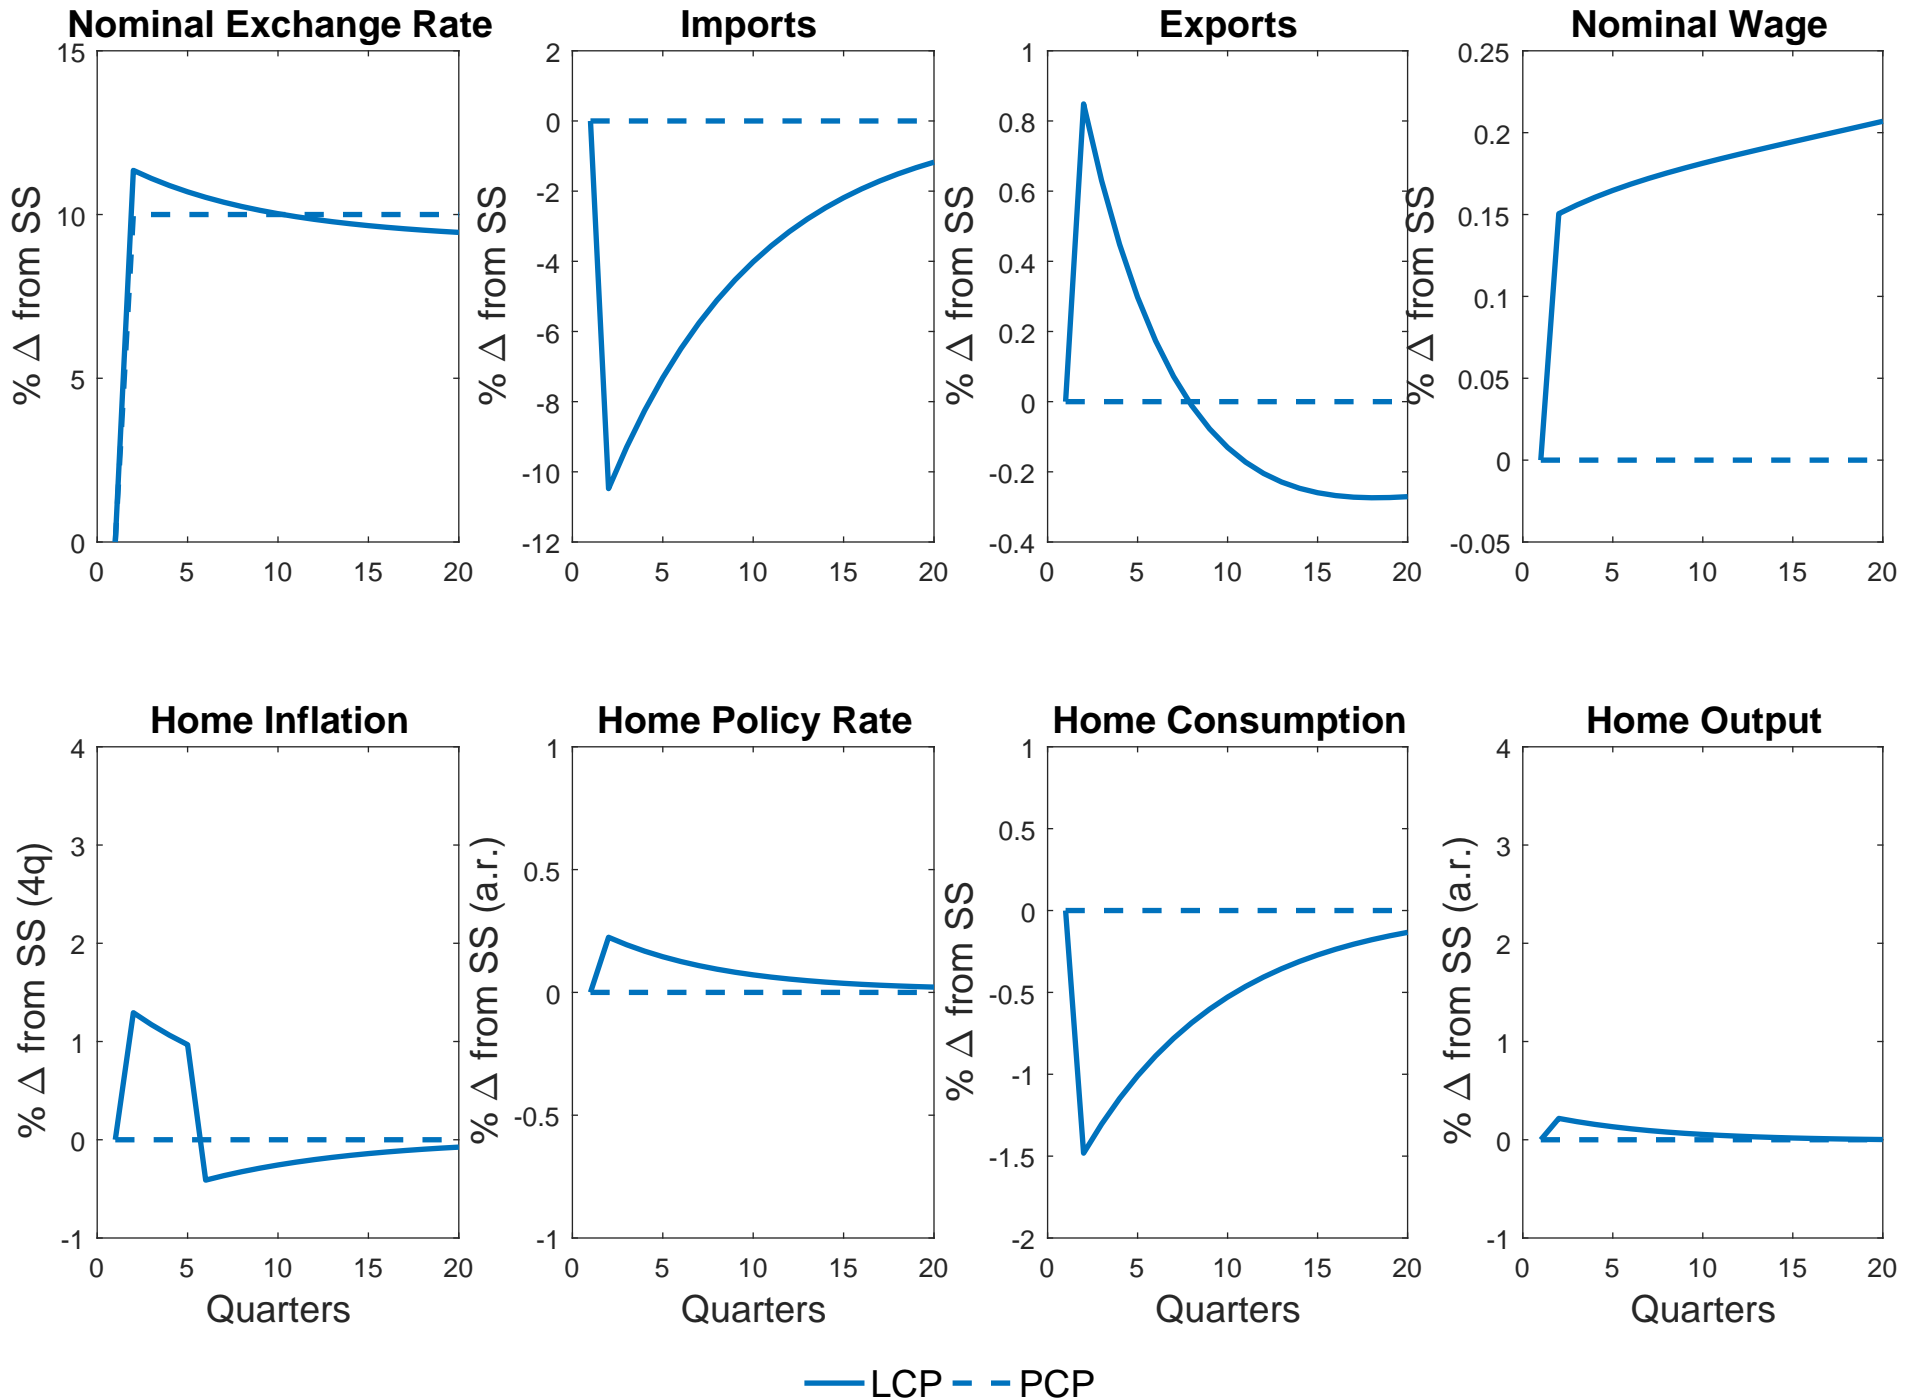 Nominal Exchange Rate
% Δ from SS
15
10
5
0
0 5 10 15 20
Imports
% Δ from SS
2
0
-2
-4
-6
-8
-10
-12
0 5 10 15 20
Exports
% Δ from SS
1
0.8
0.6
0.4
0.2
0
-0.2
-0.4
0 5 10 15 20
Nominal Wage
% Δ from SS
0.25
0.2
0.15
0.1
0.05
0
-0.05
0 5 10 15 20
Home Inflation
% Δ from SS (4q)
4
3
2
1
0
-1
0 5 10 15 20
Quarters
Home Policy Rate
% Δ from SS (a.r.)
1
0.5
0
-0.5
-1
0 5 10 15 20
Quarters
Home Consumption
% Δ from SS
1
0.5
0
-0.5
-1
-1.5
-2
0 5 10 15 20
Quarters
Home Output
% Δ from SS (a.r.)
4
3
2
1
0
-1
0 5 10 15 20
Quarters
LCP PCP